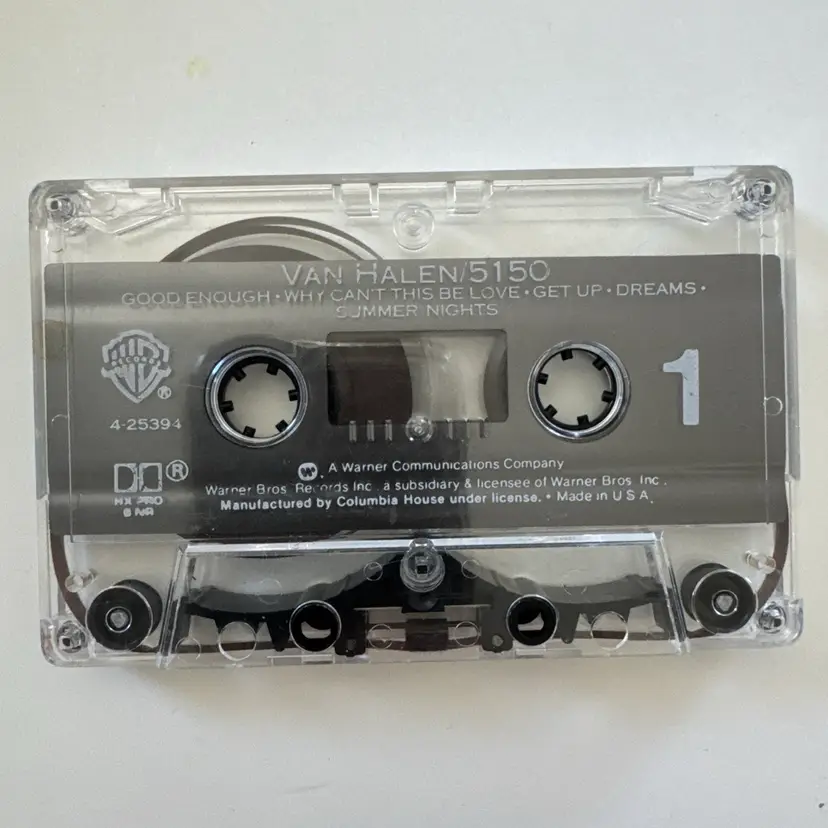 VAN HALEN/5150
GOOD ENOUGH • WHY CAN'T THIS BE LOVE • GET UP • DREAMS •
SUMMER NIGHTS
WB
RECORDS
®
1
4-25394
®
HX PRO
B NR
A Warner Communications Company
Warner Bros. Records Inc., a subsidiary & licensee of Warner Bros. Inc.
Manufactured by Columbia House under license. • Made in U.S.A.